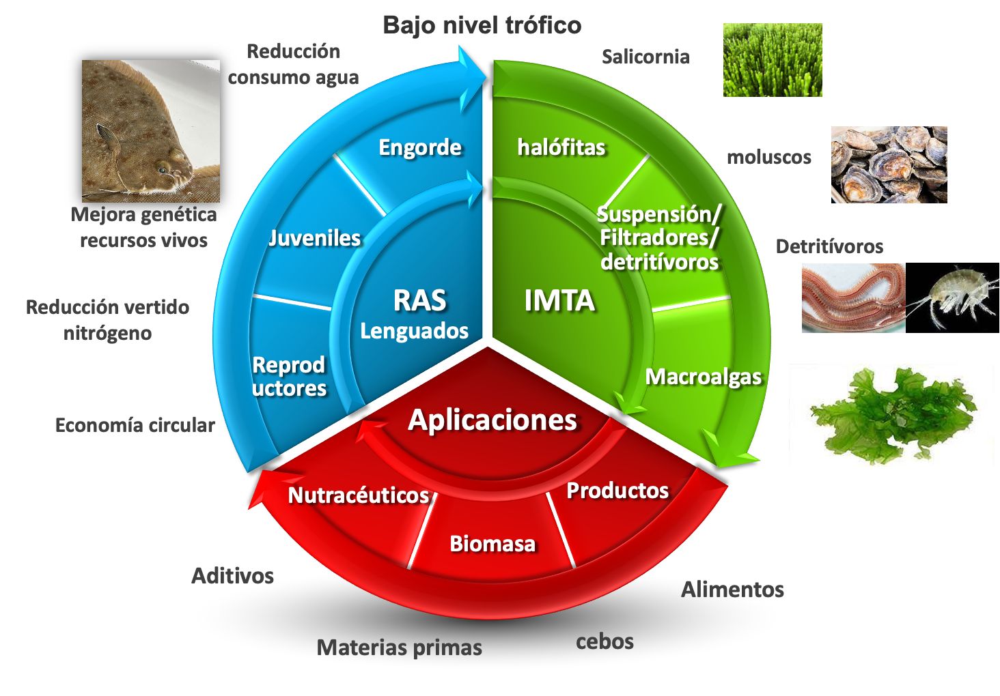 Bajo nivel trófico
Reducción
consumo agua
Salicornia
Engorde
halófitas
moluscos
Mejora genética
recursos vivos
Juveniles
Suspensión/
Filtradores/
detritívoros
Detritívoros
RAS
Lenguados
IMTA
Reducción vertido
nitrógeno
Reprod
uctores
Macroalgas
Economía circular
Aplicaciones
Nutracéuticos
Biomasa
Productos
Aditivos
Alimentos
Materias primas
cebos